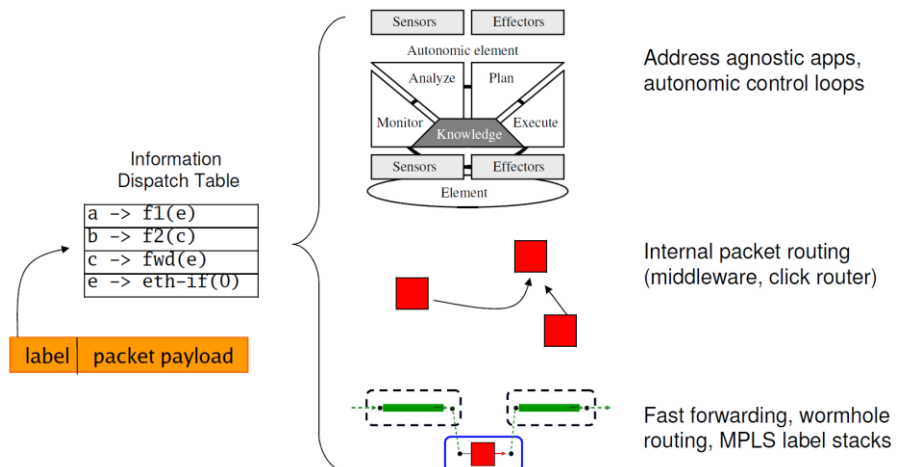 Sensors Effectors
Autonomic element
Analyze Plan
Monitor Execute
Knowledge
Sensors Effectors
Element
Address agnostic apps,
autonomic control loops
Information
Dispatch Table
a -> f1(e)
b -> f2(c)
c -> fwd(e)
e -> eth-if(0)
label packet payload
Internal packet routing
(middleware, click router)
Fast forwarding, wormhole
routing, MPLS label stacks